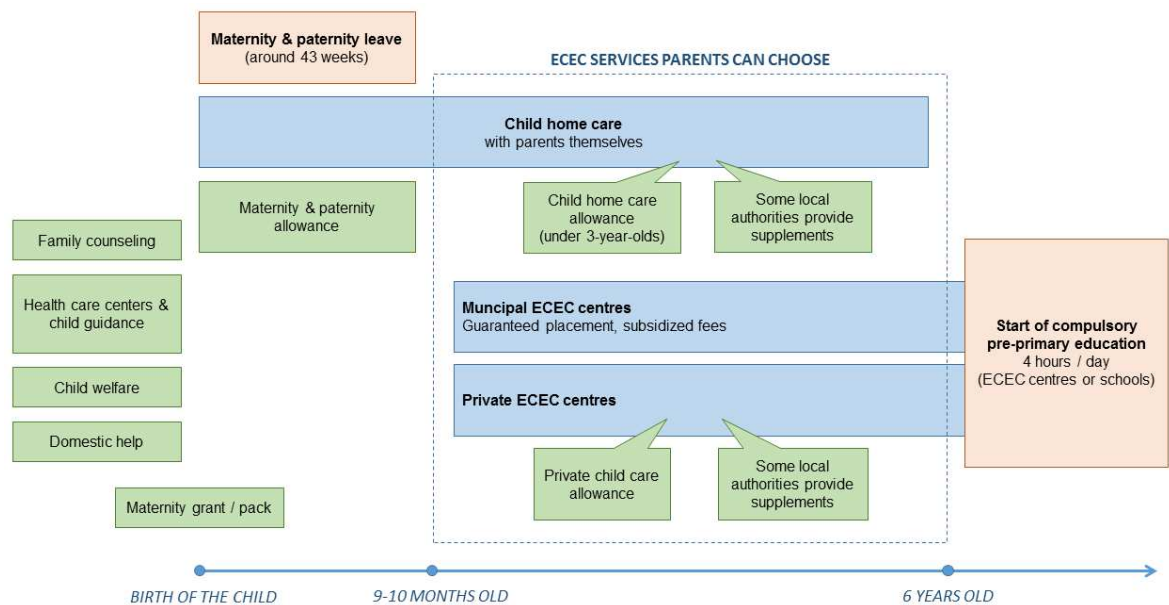 Maternity & paternity leave
(around 43 weeks)
ECEC SERVICES PARENTS CAN CHOOSE
Child home care
with parents themselves
Maternity & paternity
allowance
Child home care
allowance
(under 3-year-olds)
Some local
authorities provide
supplements
Family counseling
Health care centers &
child guidance
Child welfare
Domestic help
Maternity grant / pack
Muncipal ECEC centres
Guaranteed placement, subsidized fees
Private ECEC centres
Private child care
allowance
Some local
authorities provide
supplements
Start of compulsory
pre-primary education
4 hours / day
(ECEC centres or schools)
BIRTH OF THE CHILD
9-10 MONTHS OLD
6 YEARS OLD